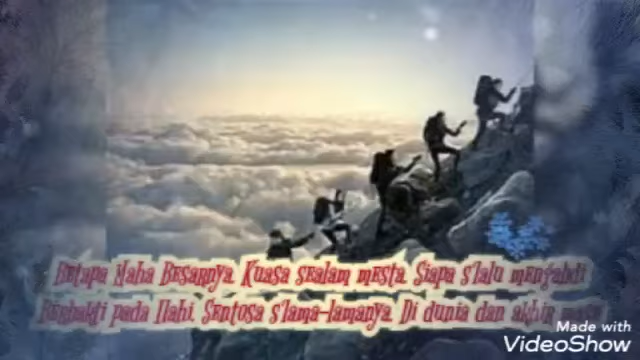 Betapa Maha Besarnya. Kuasa sealam mesta. Siapa s'lalu mengabdi
Berbakti pada Ilahi. Sentosa s'lama-lamanya. Di dunia dan akhir masa
Made with
VideoShow